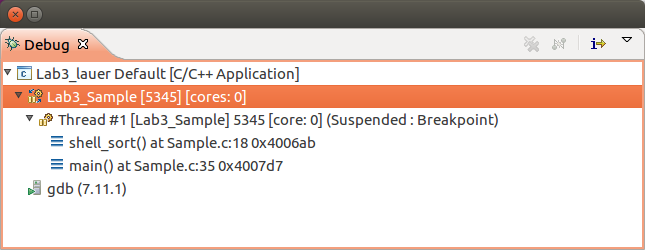 Debug
Lab3_lauer Default [C/C++ Application]
Lab3_Sample [5345] [cores: 0]
Thread #1 [Lab3_Sample] 5345 [core: 0] (Suspended : Breakpoint)
shell_sort() at Sample.c:18 0x4006ab
main() at Sample.c:35 0x4007d7
gdb (7.11.1)